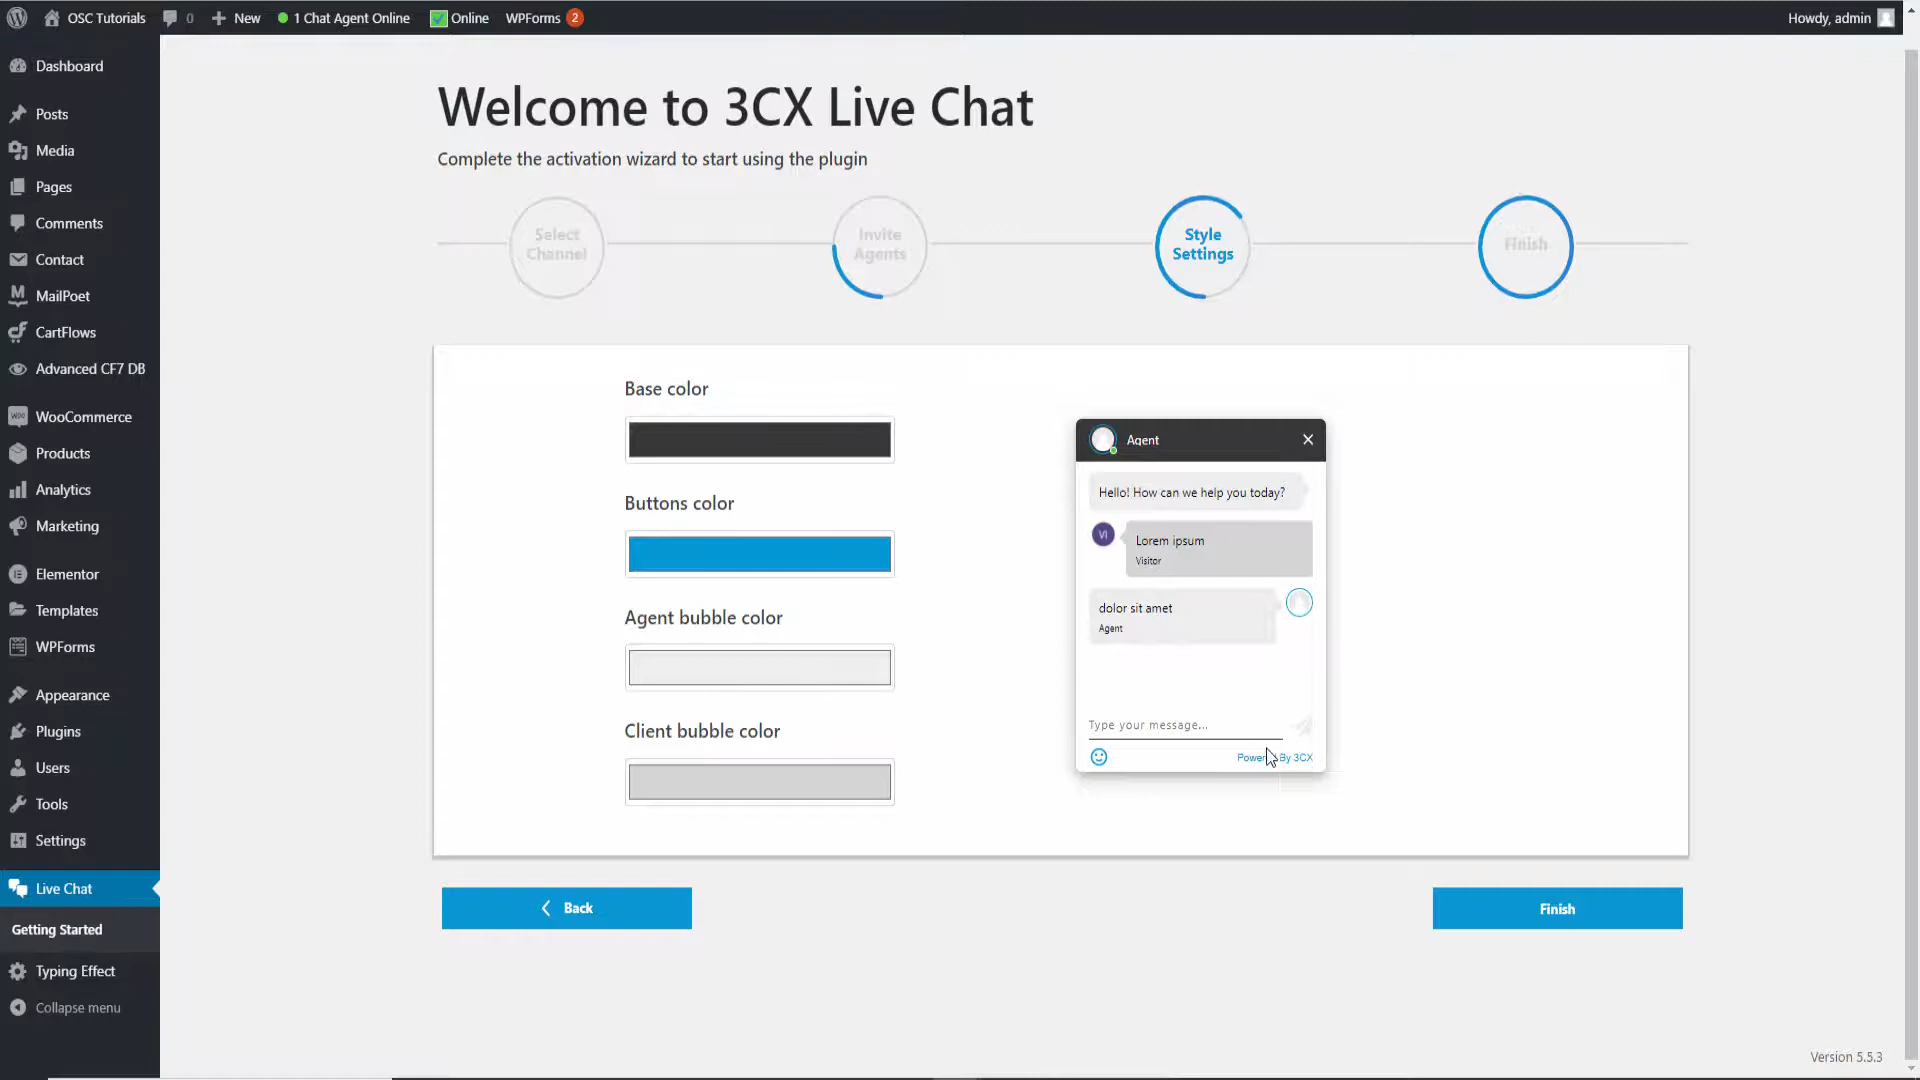 OSC Tutorials
0
New
1 Chat Agent Online
Online
WPForms 2
Howdy, admin
Dashboard
Posts
Media
Pages
Comments
Contact
MailPoet
CartFlows
Advanced CF7 DB
WooCommerce
Products
Analytics
Marketing
Elementor
Templates
WPForms
Appearance
Plugins
Users
Tools
Settings
Live Chat
Getting Started
Typing Effect
Collapse menu
Welcome to 3CX Live Chat
Complete the activation wizard to start using the plugin
Select
Channel
Invite
Agents
Style
Settings
Finish
Base color
Buttons color
Agent bubble color
Client bubble color
Agent
Hello! How can we help you today?
VI
Lorem ipsum
Visitor
dolor sit amet
Agent
Type your message...
By 3CX
Back
Finish
Version 5.5.3